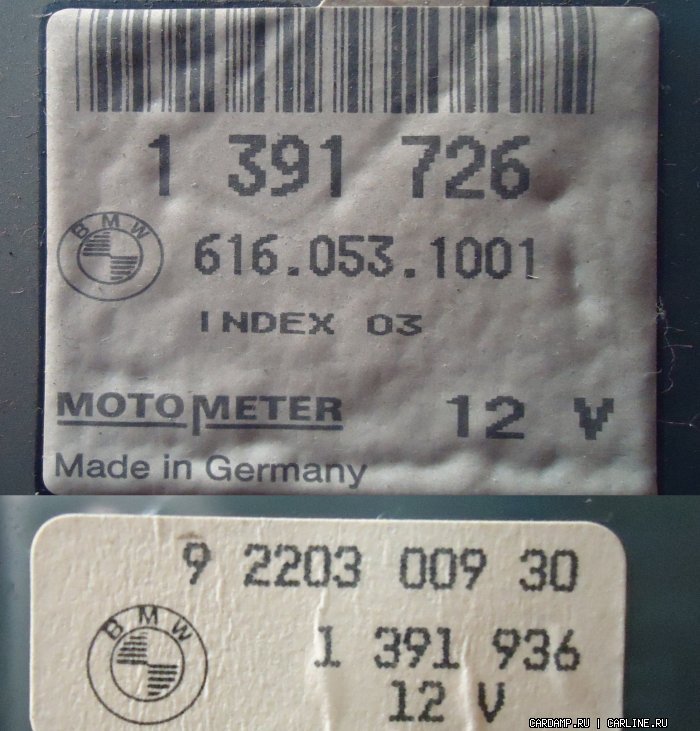 1 391 726
BMW
616.053.1001
INDEX 03
MOTOMETER
12 V
Made in Germany
9 2203 009 30
BMW
1 391 936
12 V
CARDAMP.RU | CARLINE.RU